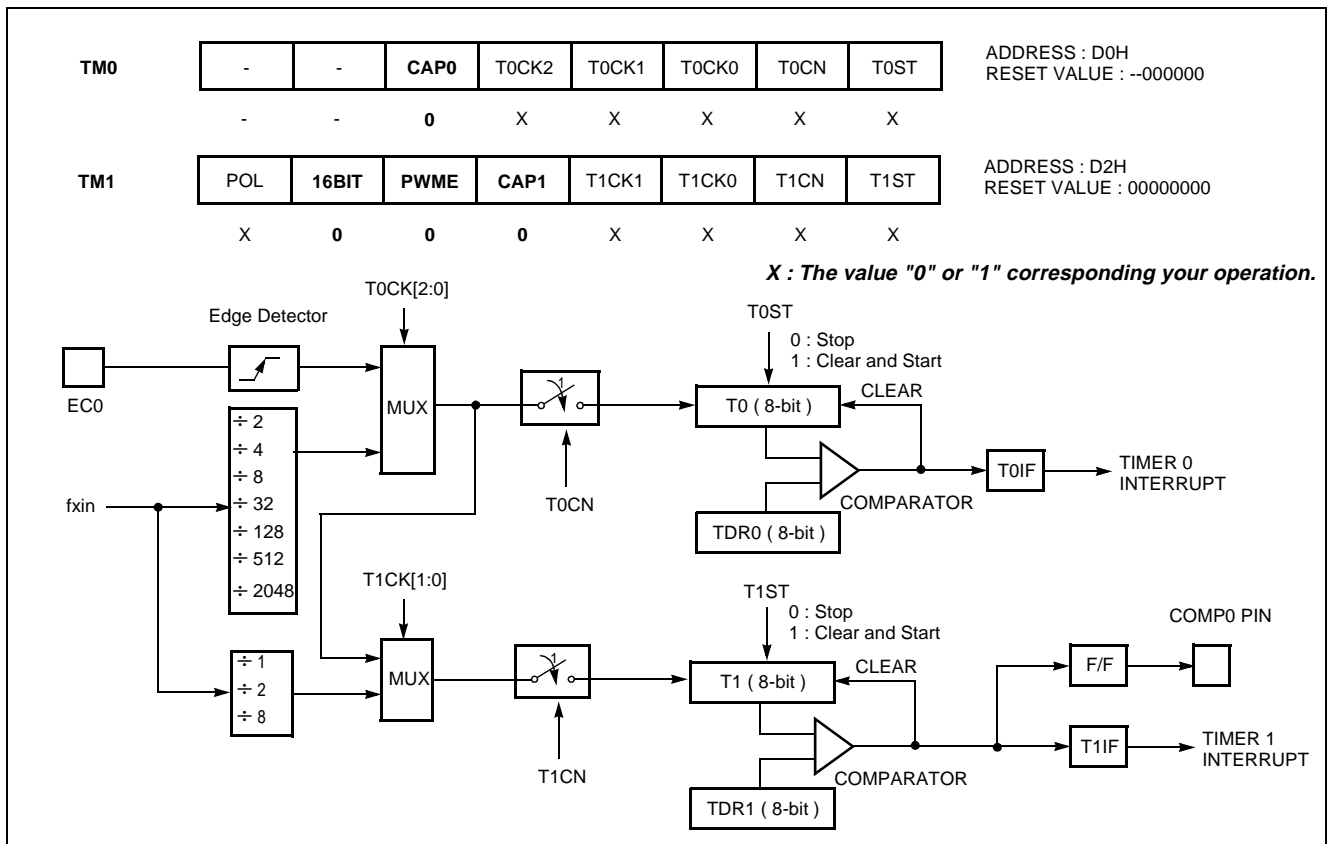 TM0 - - CAP0 T0CK2 T0CK1 T0CK0 T0CN T0ST
ADDRESS : D0H
RESET VALUE : --000000
- - 0 X X X X X
TM1 POL 16BIT PWME CAP1 T1CK1 T1CK0 T1CN T1ST
ADDRESS : D2H
RESET VALUE : 00000000
X 0 0 0 X X X X
X : The value "0" or "1" corresponding your operation.
T0CK[2:0]
Edge Detector
EC0
MUX
1
T0CN
T0ST
0 : Stop
1 : Clear and Start
T0 ( 8-bit )
CLEAR
COMPARATOR
TDR0 ( 8-bit )
T0IF
TIMER 0
INTERRUPT
fxin
÷ 2
÷ 4
÷ 8
÷ 32
÷ 128
÷ 512
÷ 2048
T1CK[1:0]
÷ 1
÷ 2
÷ 8
MUX
1
T1CN
T1ST
0 : Stop
1 : Clear and Start
T1 ( 8-bit )
CLEAR
COMPARATOR
TDR1 ( 8-bit )
F/F
COMP0 PIN
T1IF
TIMER 1
INTERRUPT